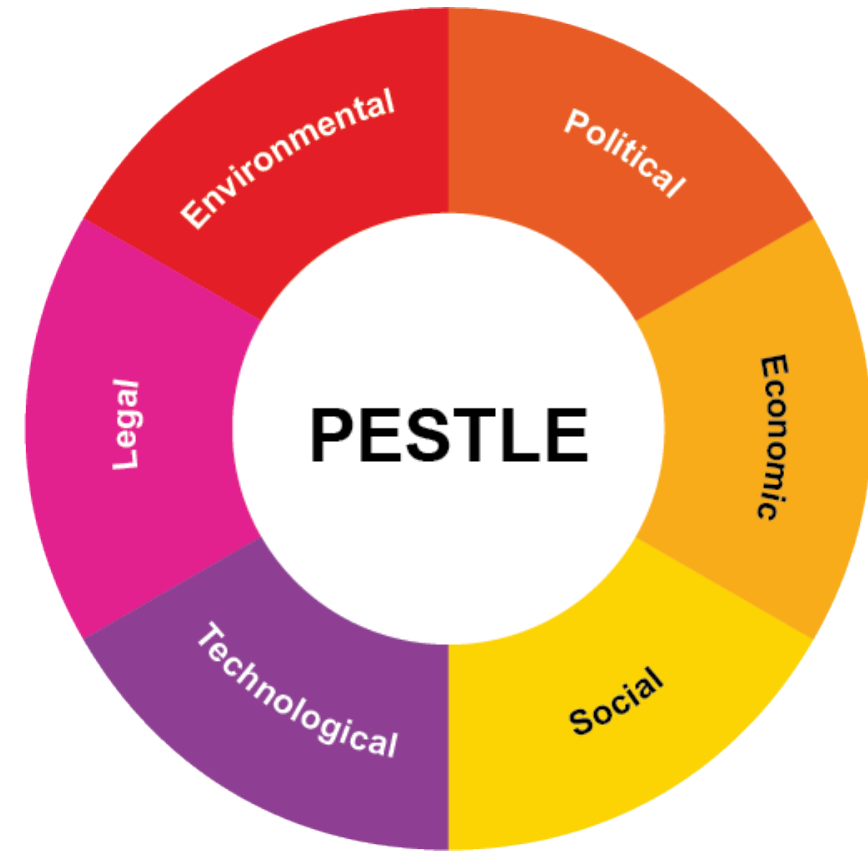 PESTLE
Political
Economic
Social
Technological
Legal
Environmental